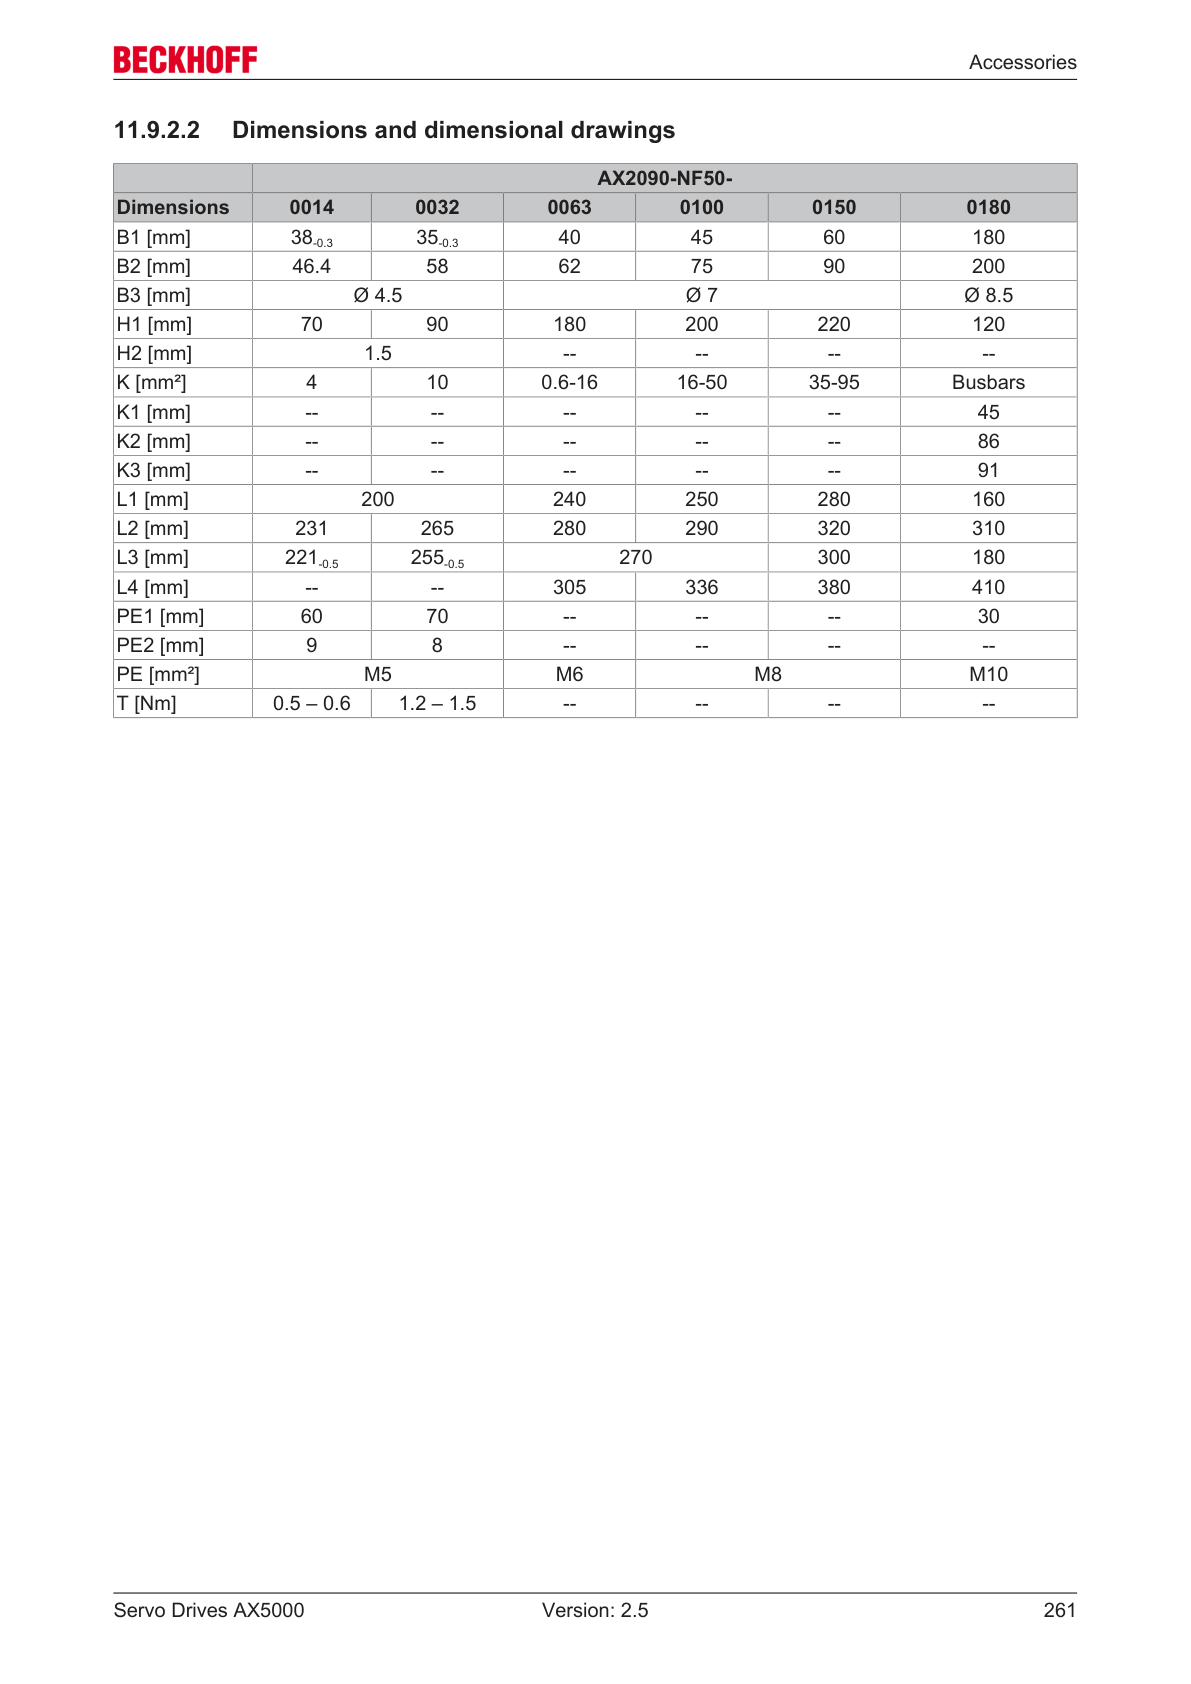 BECKHOFF
Accessories
11.9.2.2 Dimensions and dimensional drawings
AX2090-NF50-
Dimensions 0014 0032 0063 0100 0150 0180
B1 [mm] 38-0.3 35-0.3 40 45 60 180
B2 [mm] 46.4 58 62 75 90 200
B3 [mm] Ø 4.5 Ø 7 Ø 8.5
H1 [mm] 70 90 180 200 220 120
H2 [mm] 1.5 -- -- -- --
K [mm²] 4 10 0.6-16 16-50 35-95 Busbars
K1 [mm] -- -- -- -- -- 45
K2 [mm] -- -- -- -- -- 86
K3 [mm] -- -- -- -- -- 91
L1 [mm] 200 240 250 280 160
L2 [mm] 231 265 280 290 320 310
L3 [mm] 221-0.5 255-0.5 270 300 180
L4 [mm] -- -- 305 336 380 410
PE1 [mm] 60 70 -- -- -- 30
PE2 [mm] 9 8 -- -- -- --
PE [mm²] M5 M6 M8 M10
T [Nm] 0.5 – 0.6 1.2 – 1.5 -- -- -- --
Servo Drives AX5000 Version: 2.5 261